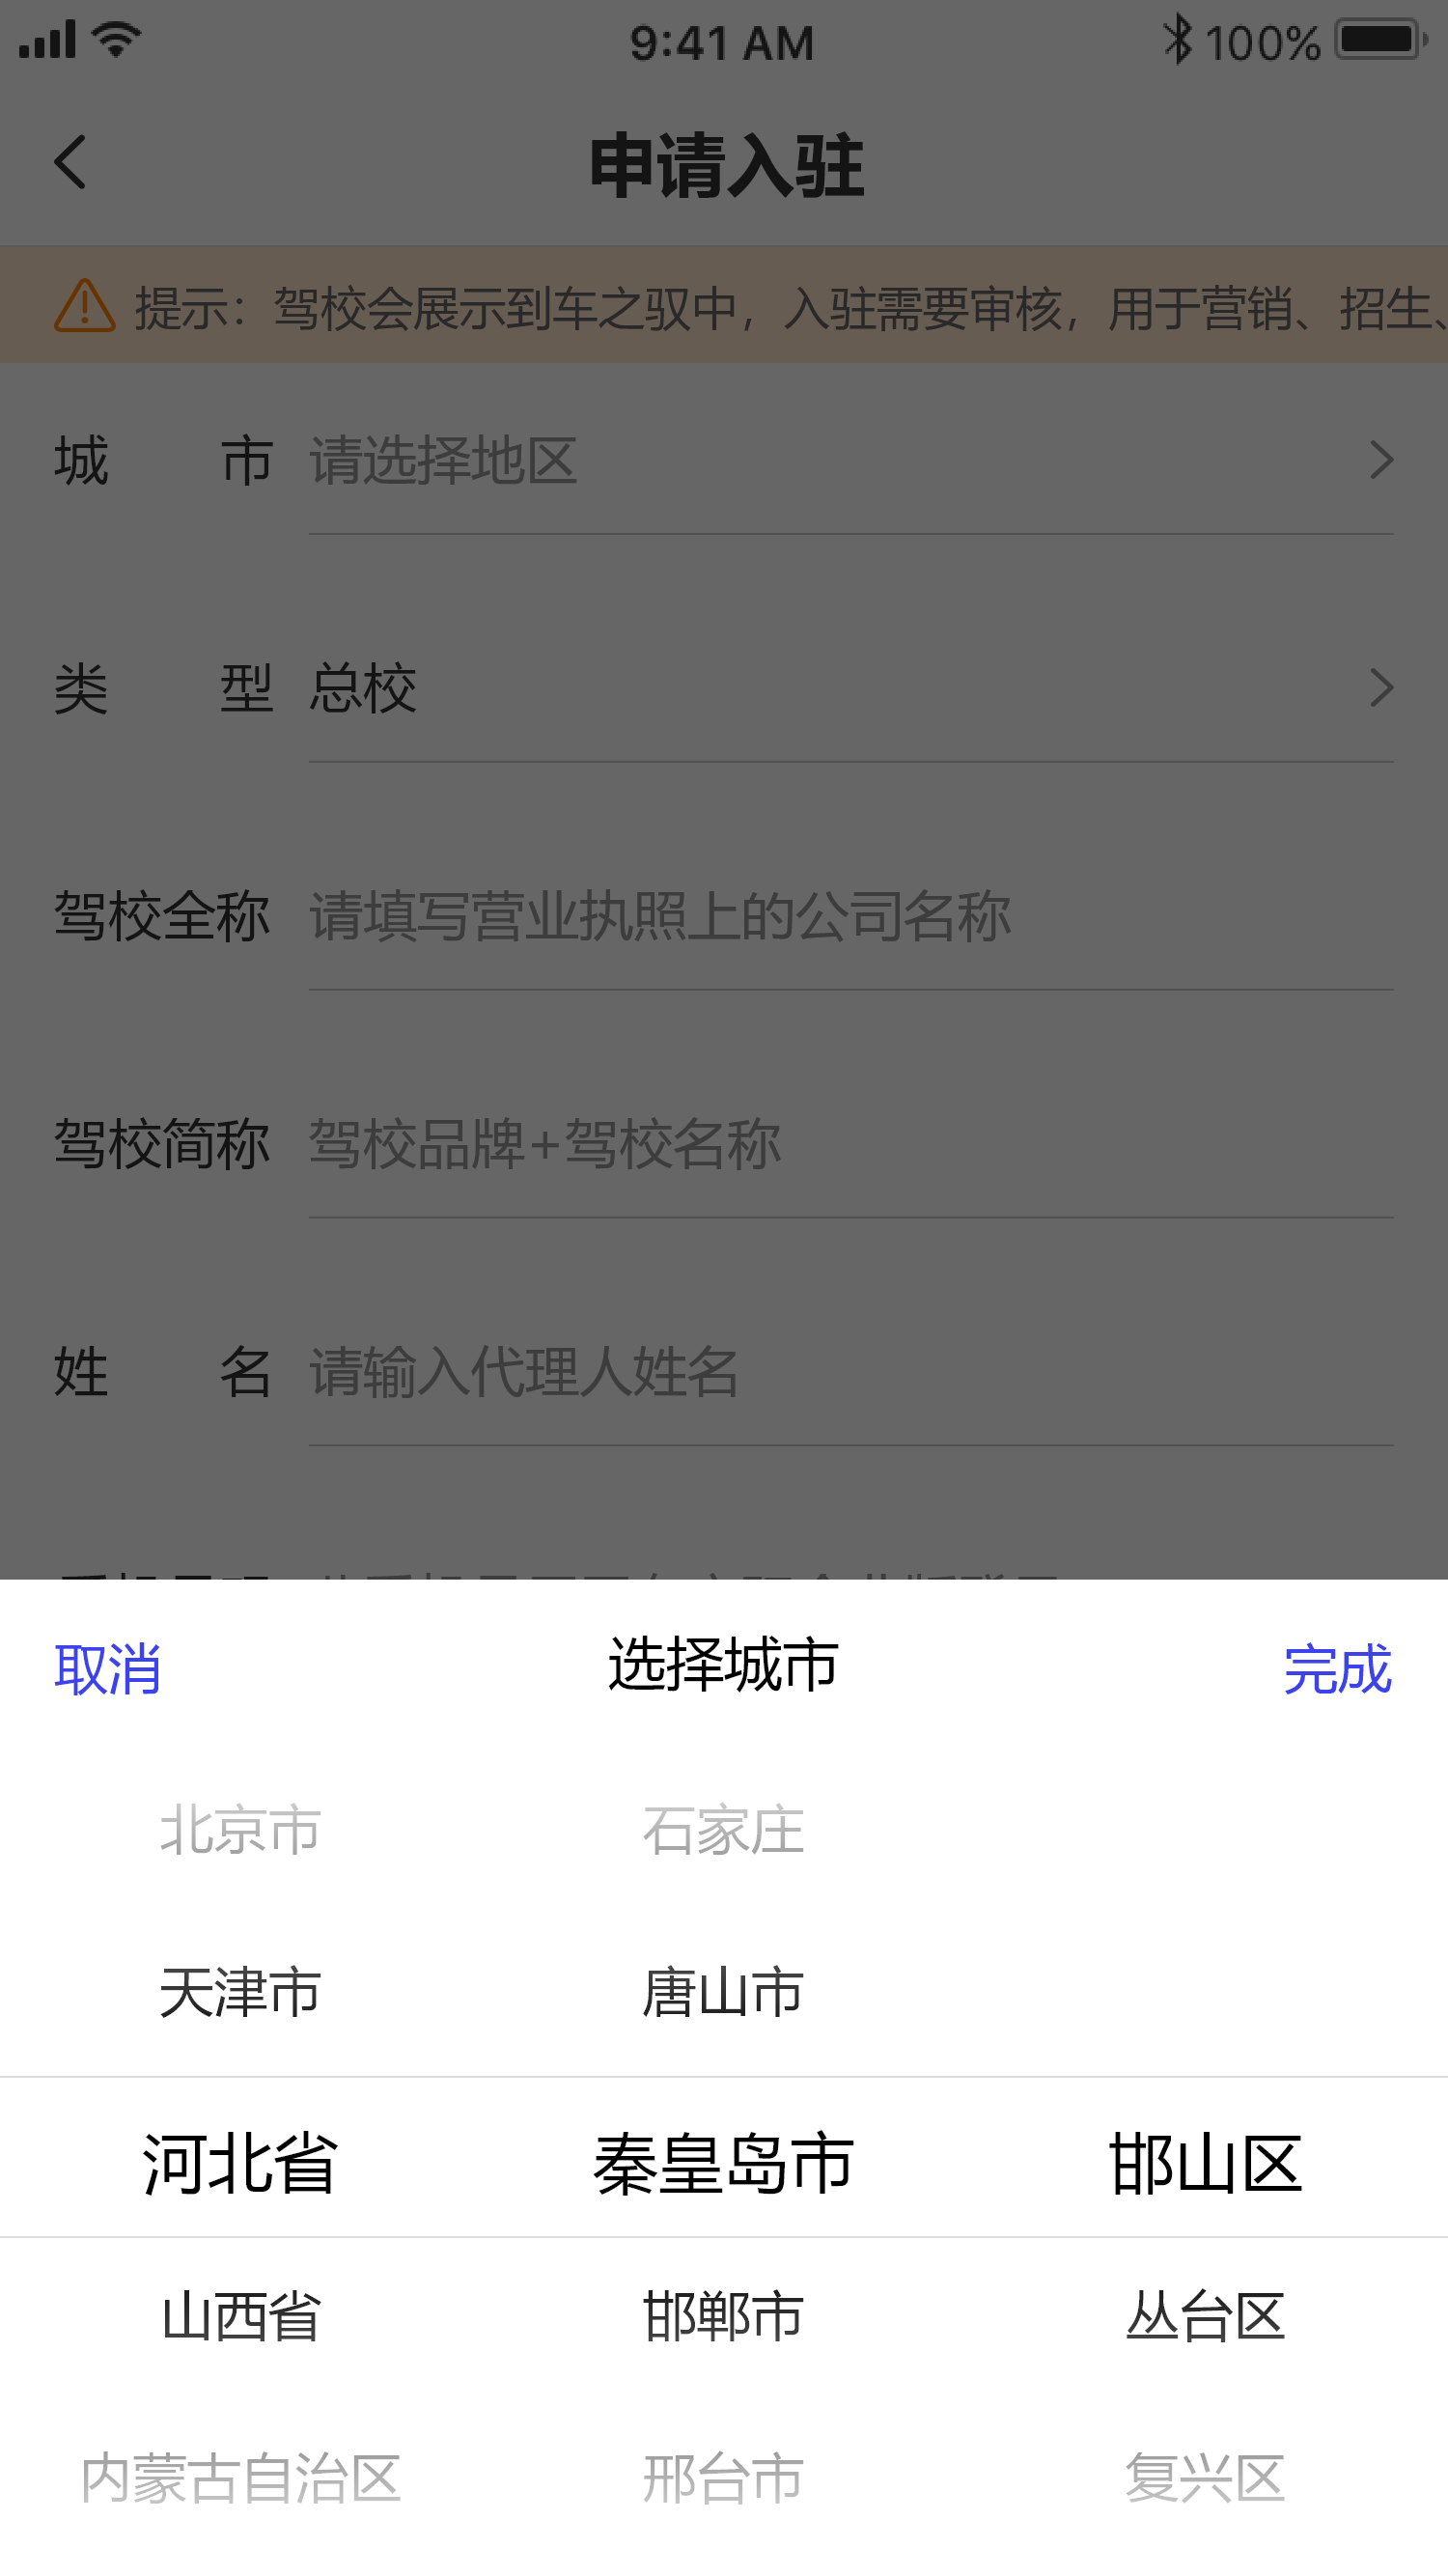 9:41 AM 100%
申请入驻
提示：驾校会展示到车之驭中，入驻需要审核，用于营销、招生、
城 市 请选择地区
类 型 总校
驾校全称 请填写营业执照上的公司名称
驾校简称 驾校品牌+驾校名称
姓 名 请输入代理人姓名
取消 选择城市 完成
北京市 石家庄
天津市 唐山市
河北省 秦皇岛市 邯山区
山西省 邯郸市 丛台区
内蒙古自治区 邢台市 复兴区